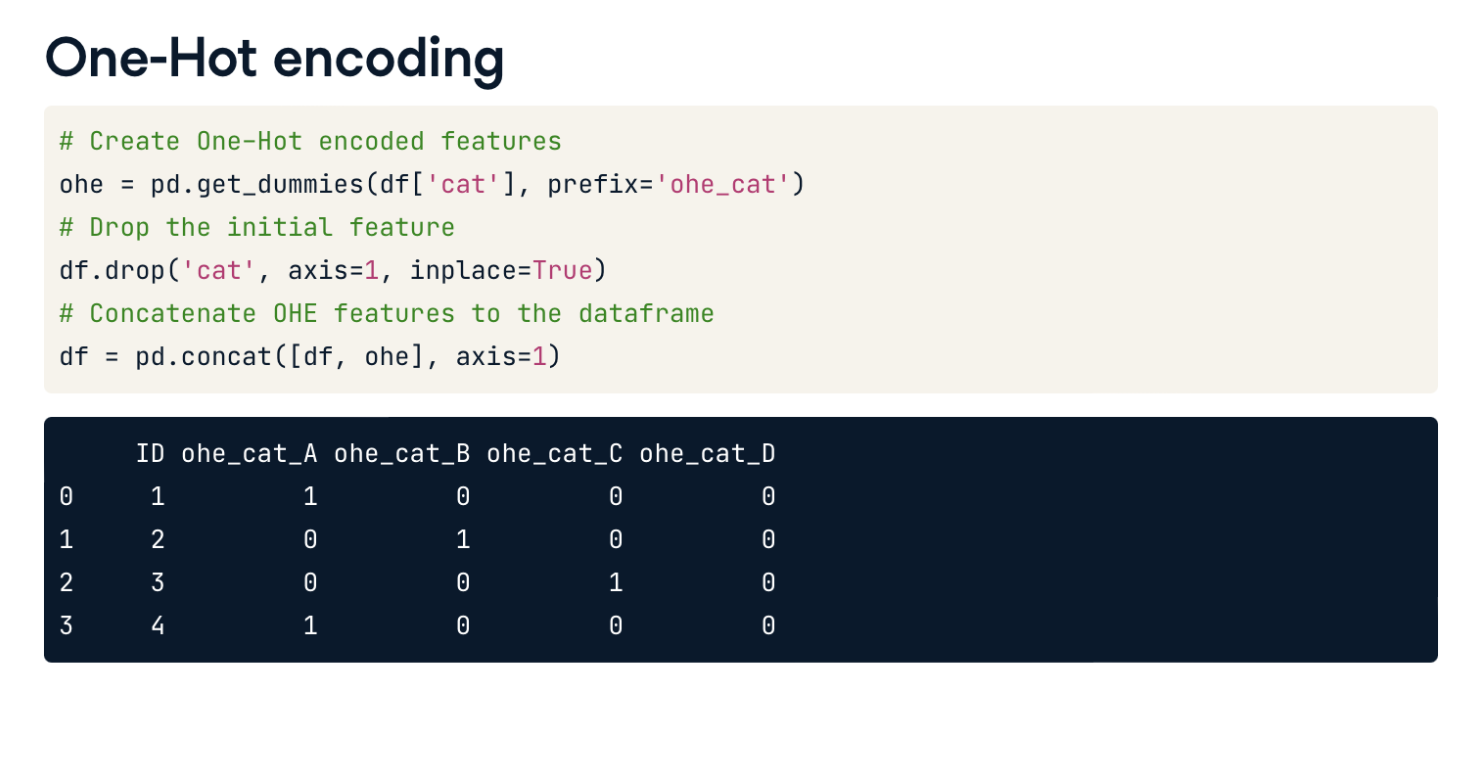 One-Hot encoding
# Create One-Hot encoded features
ohe = pd.get_dummies(df['cat'], prefix='ohe_cat')
# Drop the initial feature
df.drop('cat', axis=1, inplace=True)
# Concatenate OHE features to the dataframe
df = pd.concat([df, ohe], axis=1)
ID ohe_cat_A ohe_cat_B ohe_cat_C ohe_cat_D
0 1 1 0 0 0
1 2 0 1 0 0
2 3 0 0 1 0
3 4 1 0 0 0